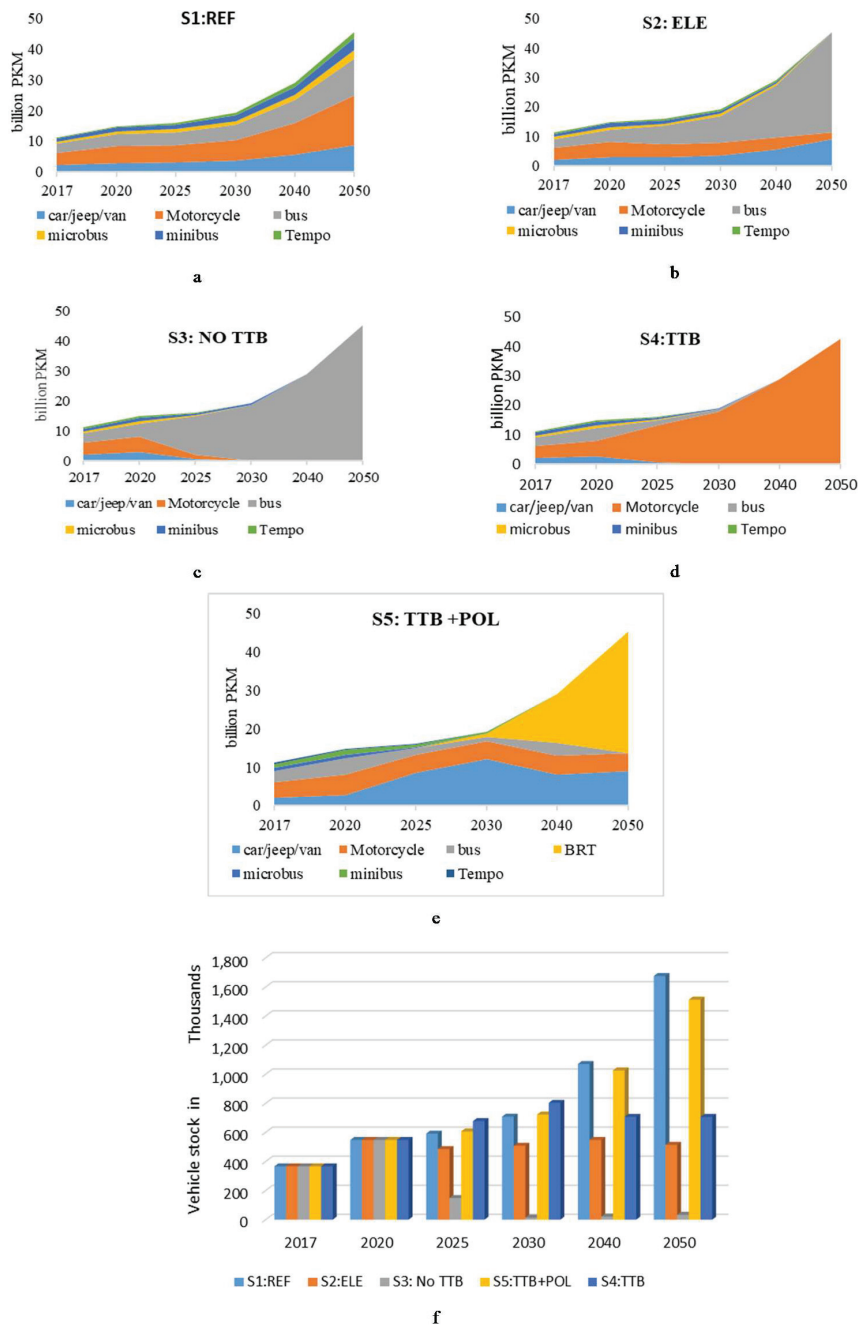 S1:REF
billion PKM
50
40
30
20
10
0
2017 2020 2025 2030 2040 2050
car/jeep/van Motorcycle bus
microbus minibus Tempo
a
S2: ELE
billion PKM
50
40
30
20
10
0
2017 2020 2025 2030 2040 2050
car/jeep/van Motorcycle bus
microbus minibus Tempo
b
S3: NO TTB
billion PKM
50
40
30
20
10
0
2017 2020 2025 2030 2040 2050
car/jeep/van Motorcycle bus
microbus minibus Tempo
c
S4:TTB
billion PKM
50
40
30
20
10
0
2017 2020 2025 2030 2040 2050
car/jeep/van Motorcycle bus
microbus minibus Tempo
d
S5: TTB +POL
billion PKM
50
40
30
20
10
0
2017 2020 2025 2030 2040 2050
car/jeep/van Motorcycle bus BRT
microbus minibus Tempo
e
Vehicle stock in Thousands
1,800
1,600
1,400
1,200
1,000
800
600
400
200
0
2017 2020 2025 2030 2040 2050
S1:REF S2:ELE S3: No TTB S5:TTB+POL S4:TTB
f